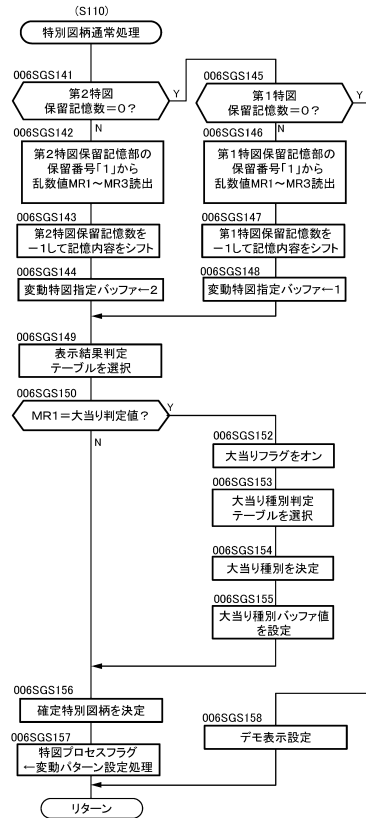 (S110)
特別図柄通常処理
006SGS141
第2特図
保留記憶数=0?
Y
N
006SGS145
第1特図
保留記憶数=0?
Y
N
006SGS142
第2特図保留記憶部の
保留番号「1」から
乱数値MR1～MR3読出
006SGS146
第1特図保留記憶部の
保留番号「1」から
乱数値MR1～MR3読出
006SGS143
第2特図保留記憶数を
-1して記憶内容をシフト
006SGS147
第1特図保留記憶数を
-1して記憶内容をシフト
006SGS144
変動特図指定バッファ←2
006SGS148
変動特図指定バッファ←1
006SGS149
表示結果判定
テーブルを選択
006SGS150
MR1=大当り判定値?
Y
N
006SGS152
大当りフラグをオン
006SGS153
大当り種別判定
テーブルを選択
006SGS154
大当り種別を決定
006SGS155
大当り種別バッファ値
を設定
006SGS156
確定特別図柄を決定
006SGS157
特図プロセスフラグ
←変動パターン設定処理
006SGS158
デモ表示設定
リターン